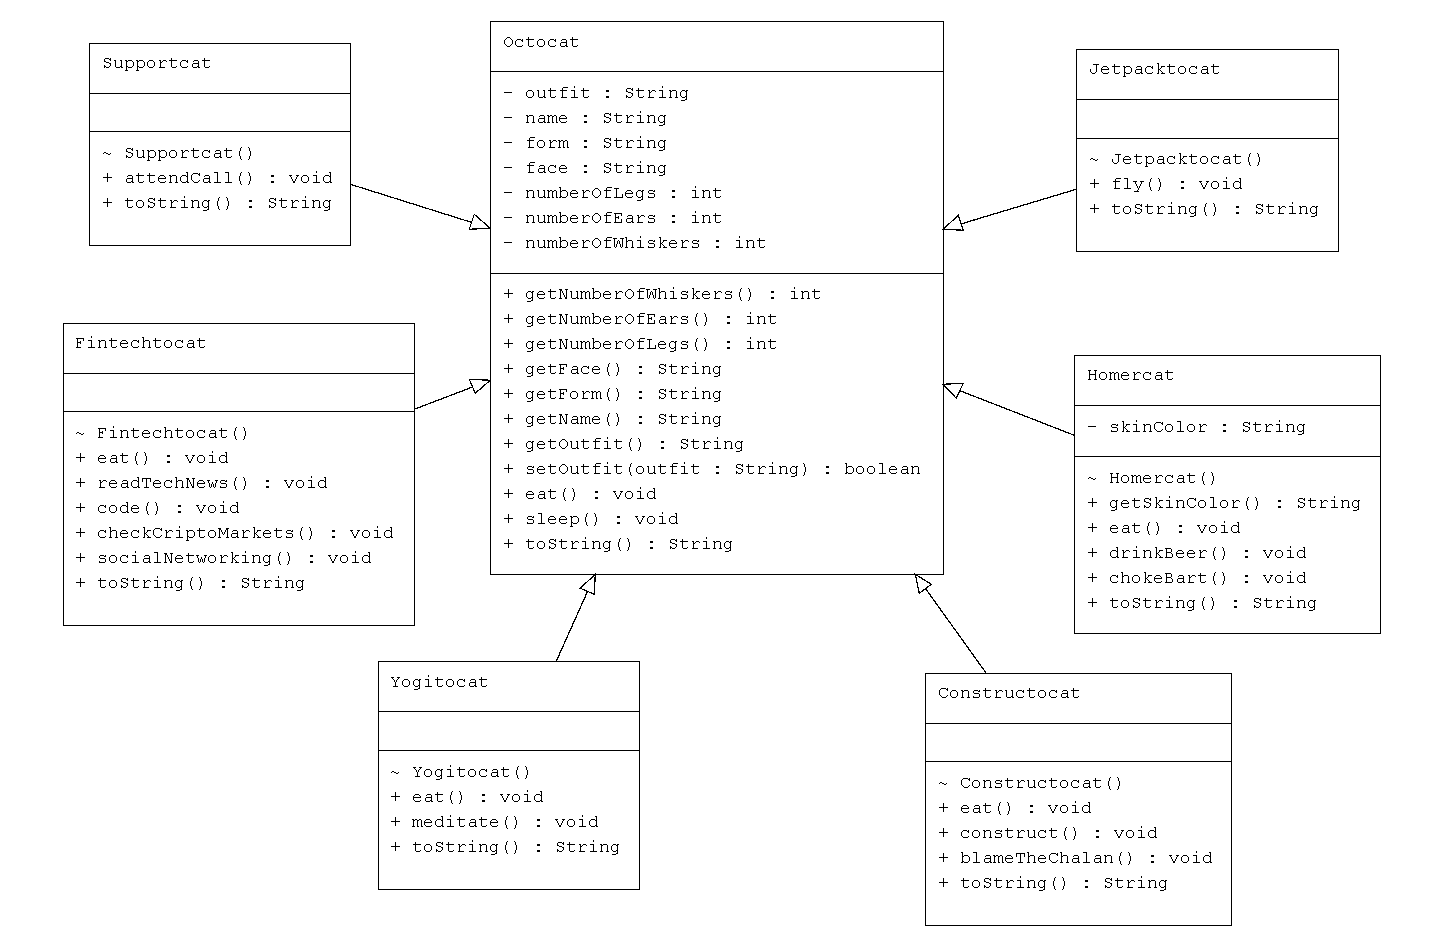 Supportcat
~ Supportcat()
+ attendCall() : void
+ toString() : String
Octocat
- outfit : String
- name : String
- form : String
- face : String
- numberOfLegs : int
- numberOfEars : int
- numberOfWhiskers : int
+ getNumberOfWhiskers() : int
+ getNumberOfEars() : int
+ getNumberOfLegs() : int
+ getFace() : String
+ getForm() : String
+ getName() : String
+ getOutfit() : String
+ setOutfit(outfit : String) : boolean
+ eat() : void
+ sleep() : void
+ toString() : String
Jetpacktocat
~ Jetpacktocat()
+ fly() : void
+ toString() : String
Fintechtocat
~ Fintechtocat()
+ eat() : void
+ readTechNews() : void
+ code() : void
+ checkCriptoMarkets() : void
+ socialNetworking() : void
+ toString() : String
Homercat
- skinColor : String
~ Homercat()
+ getSkinColor() : String
+ eat() : void
+ drinkBeer() : void
+ chokeBart() : void
+ toString() : String
Yogitocat
~ Yogitocat()
+ eat() : void
+ meditate() : void
+ toString() : String
Constructocat
~ Constructocat()
+ eat() : void
+ construct() : void
+ blameTheChalan() : void
+ toString() : String